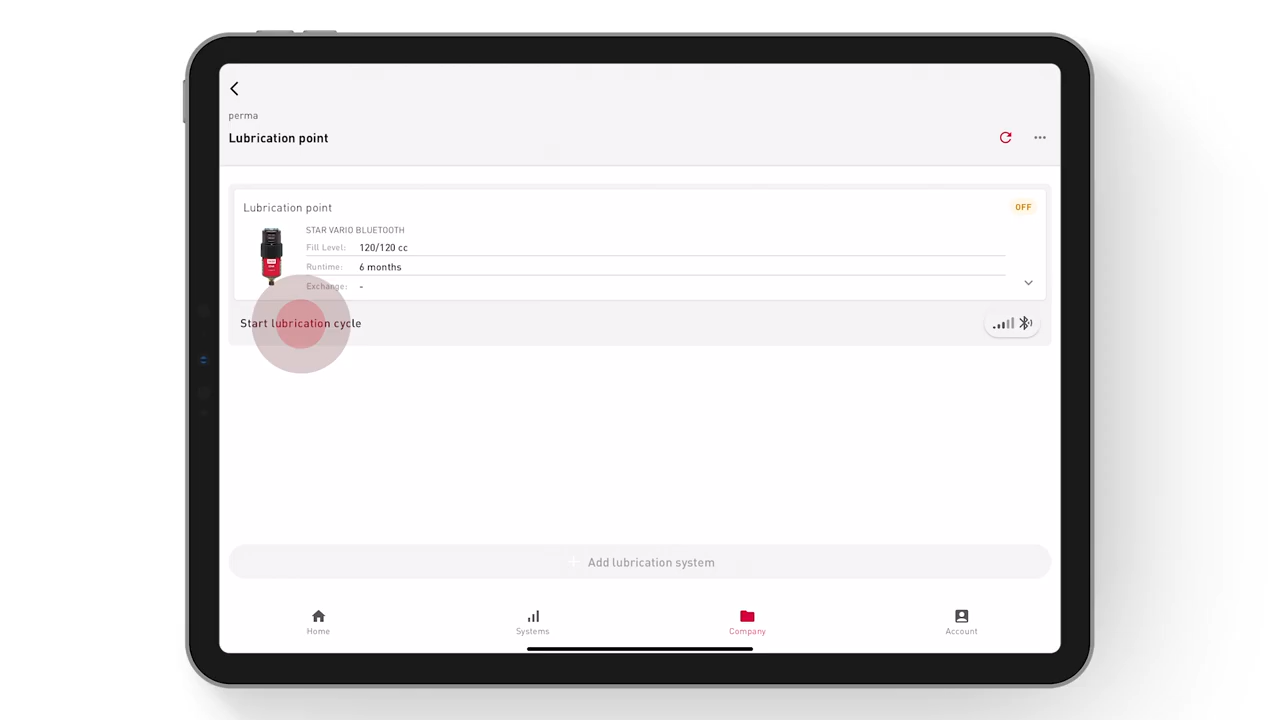 perma
Lubrication point
Lubrication point
OFF
STAR VARIO BLUETOOTH
Fill Level: 120/120 cc
Runtime: 6 months
Exchange: -
Start lubrication cycle
+ Add lubrication system
Home
Systems
Company
Account